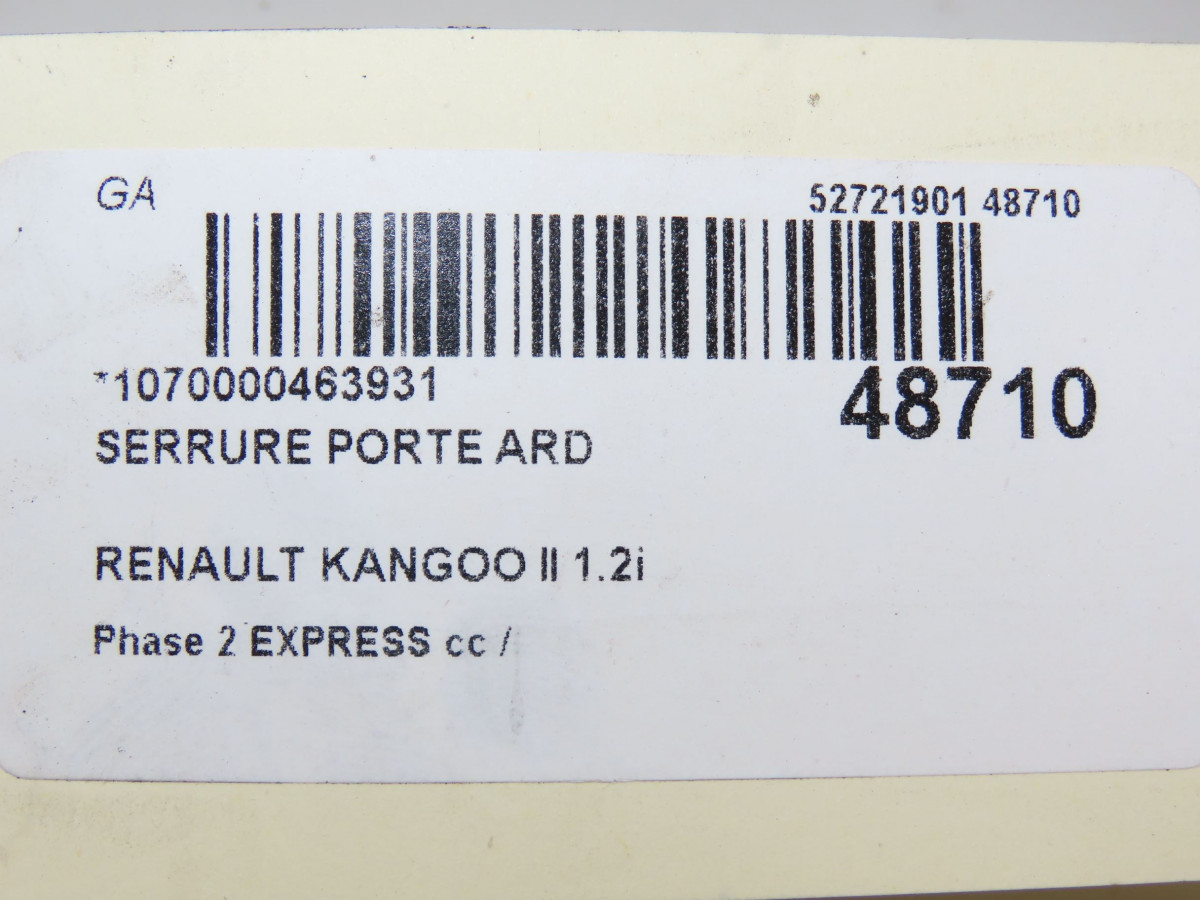 GA
52721901 48710
*1070000463931
48710
SERRURE PORTE ARD
RENAULT KANGOO II 1.2i
Phase 2 EXPRESS cc /